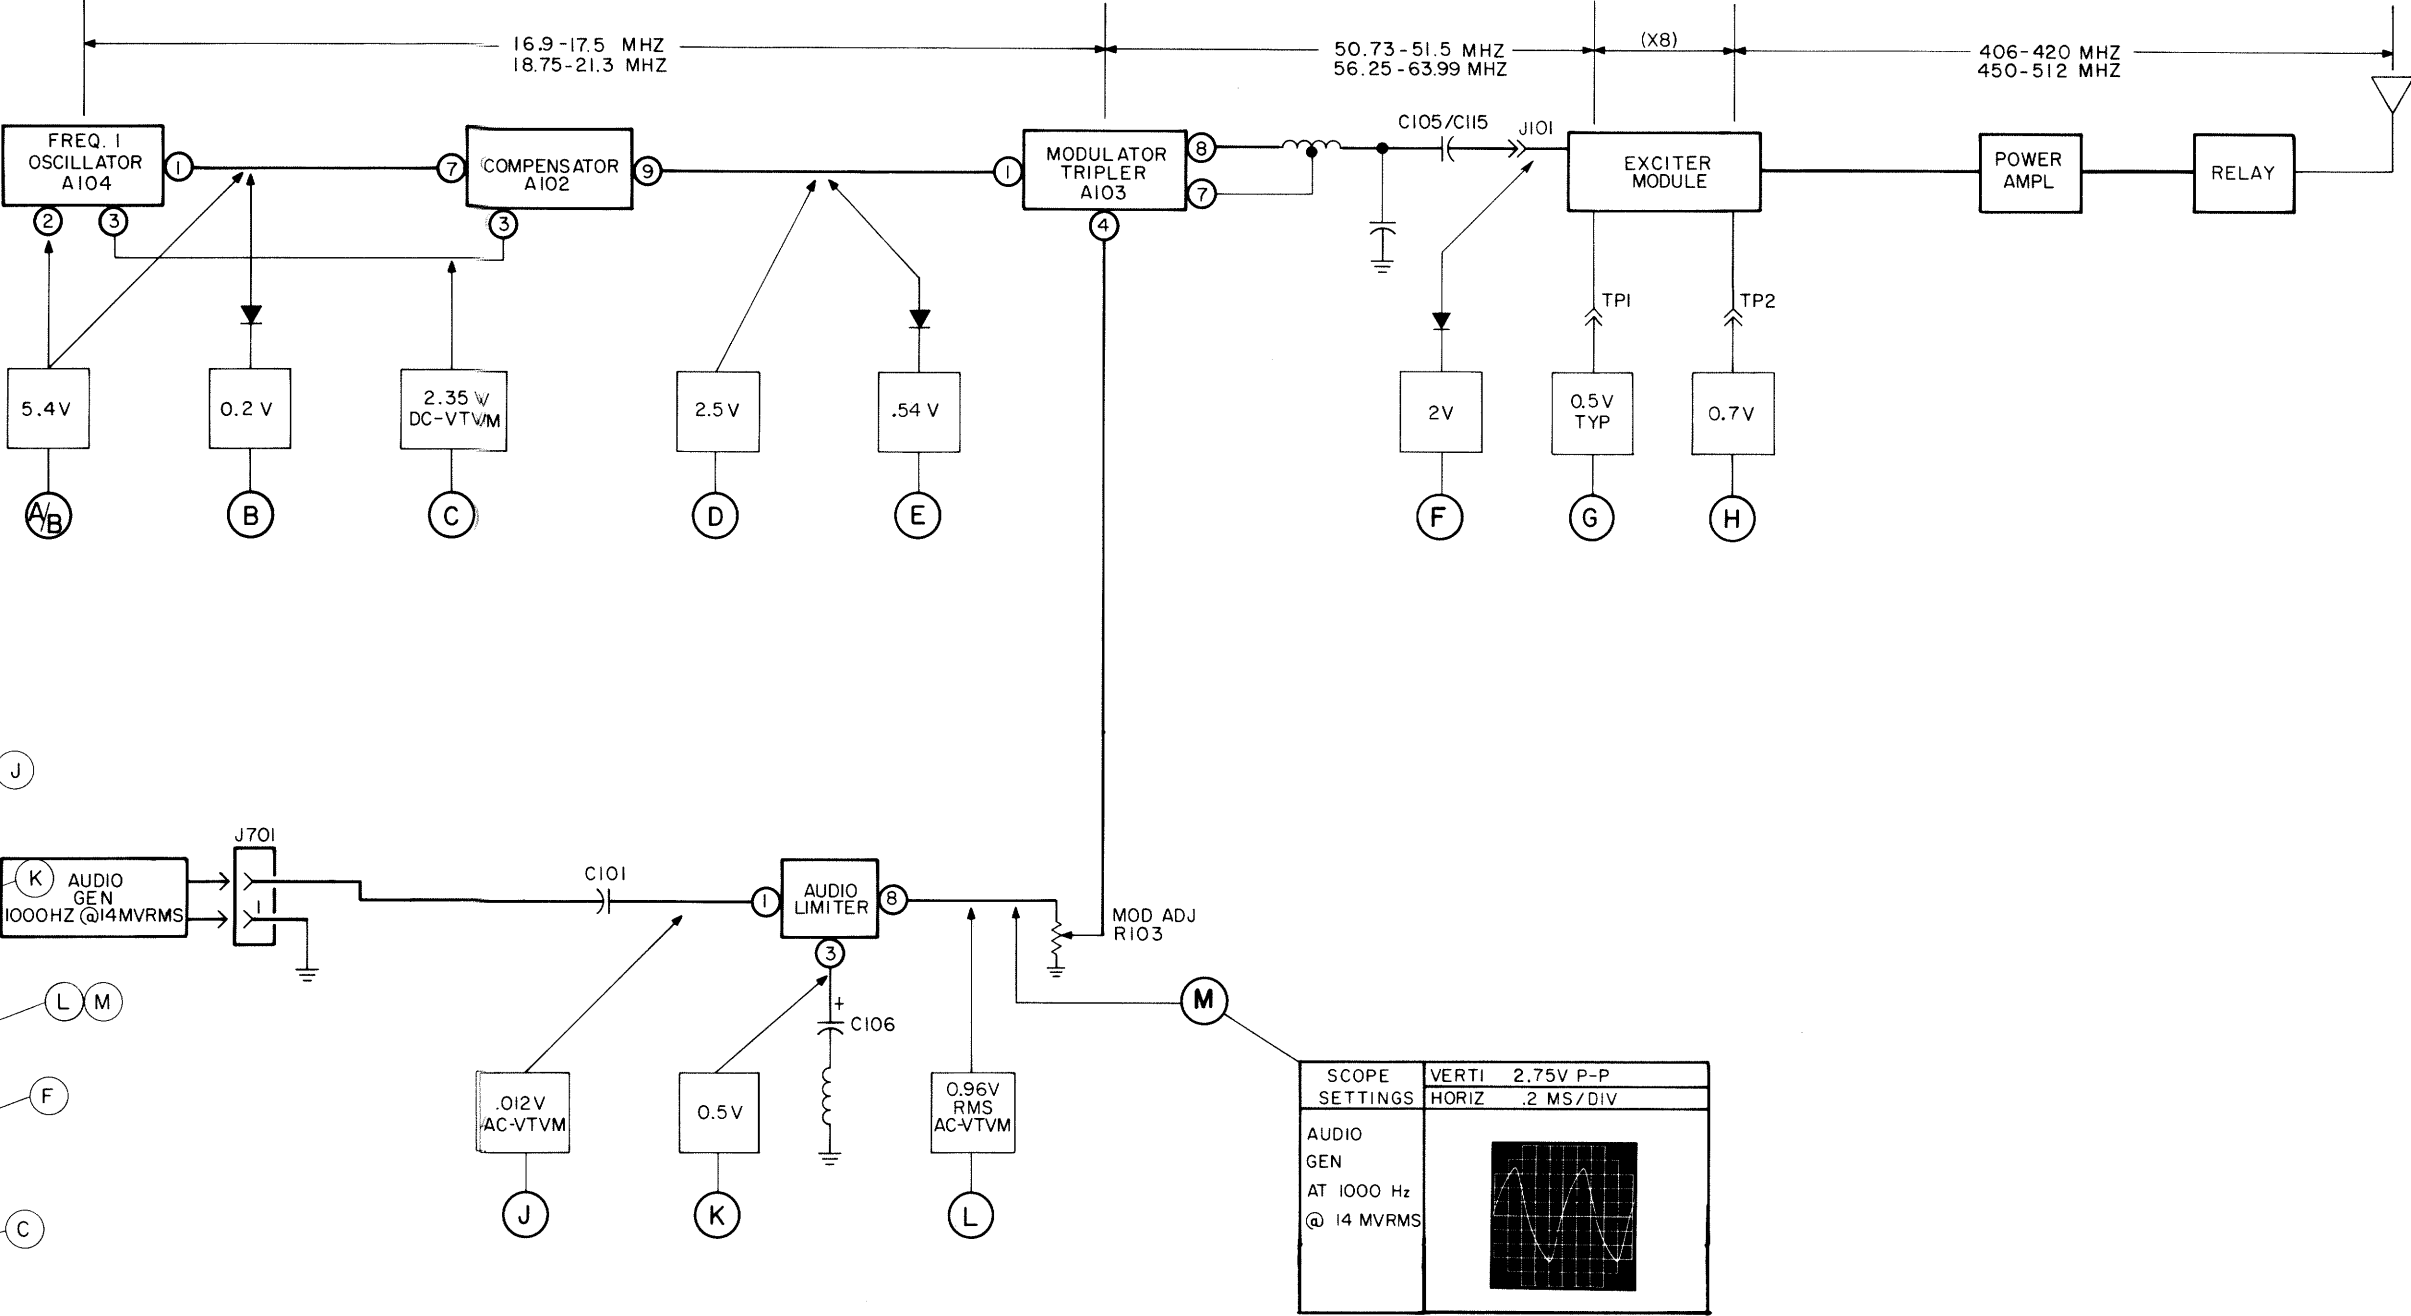 16.9-17.5 MHZ
18.75-21.3 MHZ
50.73-51.5 MHZ
56.25-63.99 MHZ
(X8)
406-420 MHZ
450-512 MHZ
FREQ. 1
OSCILLATOR
A104
1
2
3
7
COMPENSATOR
A102
9
3
1
MODULATOR
TRIPLER
A103
8
7
4
C105/C115
J101
EXCITER
MODULE
POWER
AMPL
RELAY
TP1
TP2
5.4V
0.2 V
2.35 V
DC-VTVM
2.5V
.54 V
2V
0.5V
TYP
0.7V
A/B
B
C
D
E
F
G
H
J
J701
K
AUDIO
GEN
1000HZ @14MVRMS
1
C101
1
AUDIO
LIMITER
8
3
MOD ADJ
R103
L
M
M
+
C106
F
.012V
AC-VTVM
0.5V
0.96V
RMS
AC-VTVM
J
K
L
C
SCOPE
SETTINGS
VERTI 2.75V P-P
HORIZ .2 MS/DIV
AUDIO
GEN
AT 1000 Hz
@ 14 MVRMS